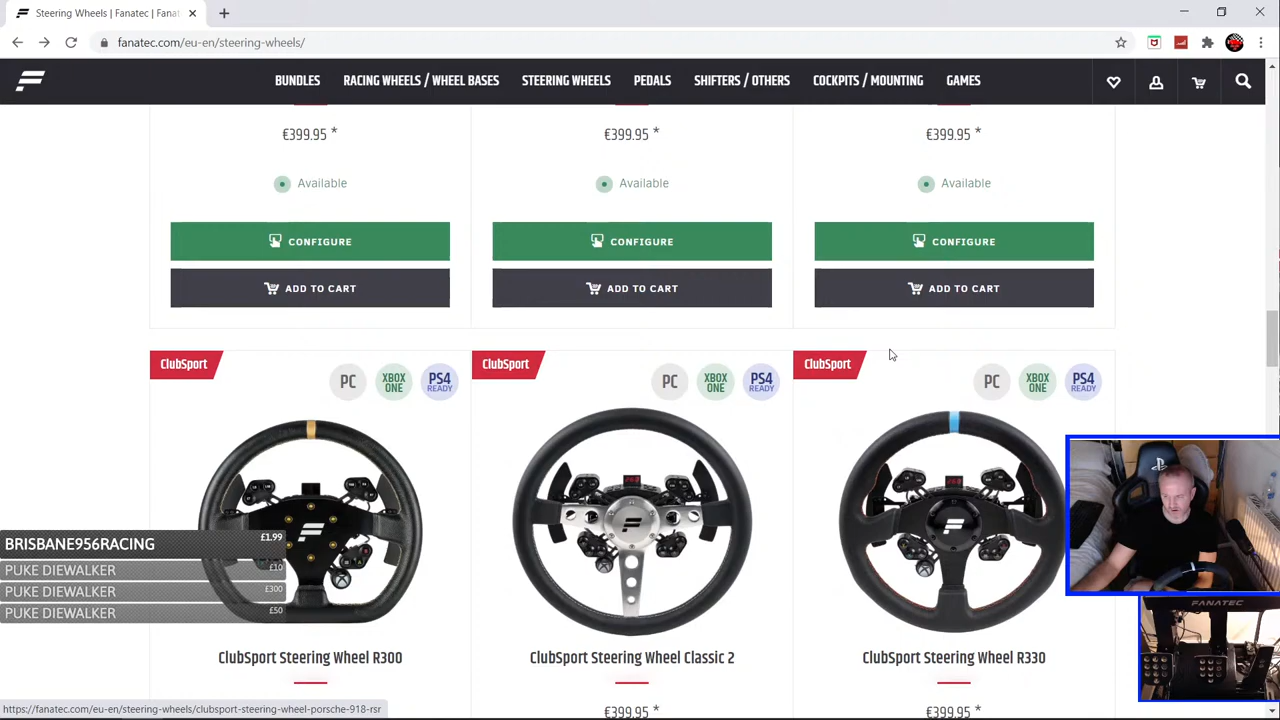 Steering Wheels | Fanatec | Fanat
fanatec.com/eu-en/steering-wheels/
BUNDLES RACING WHEELS / WHEEL BASES STEERING WHEELS PEDALS SHIFTERS / OTHERS COCKPITS / MOUNTING GAMES
€399.95 * €399.95 * €399.95 *
Available Available Available
CONFIGURE CONFIGURE CONFIGURE
ADD TO CART ADD TO CART ADD TO CART
ClubSport ClubSport ClubSport
PC XBOX ONE PS4 READY PC XBOX ONE PS4 READY PC XBOX ONE PS4 READY
BRISBANE956RACING £1.99
PUKE DIEWALKER £10
PUKE DIEWALKER £300
PUKE DIEWALKER £50
FANATEC
ClubSport Steering Wheel R300 ClubSport Steering Wheel Classic 2 ClubSport Steering Wheel R330
€399.95 * €399.95 *
https://fanatec.com/eu-en/steering-wheels/clubsport-steering-wheel-porsche-918-rsr